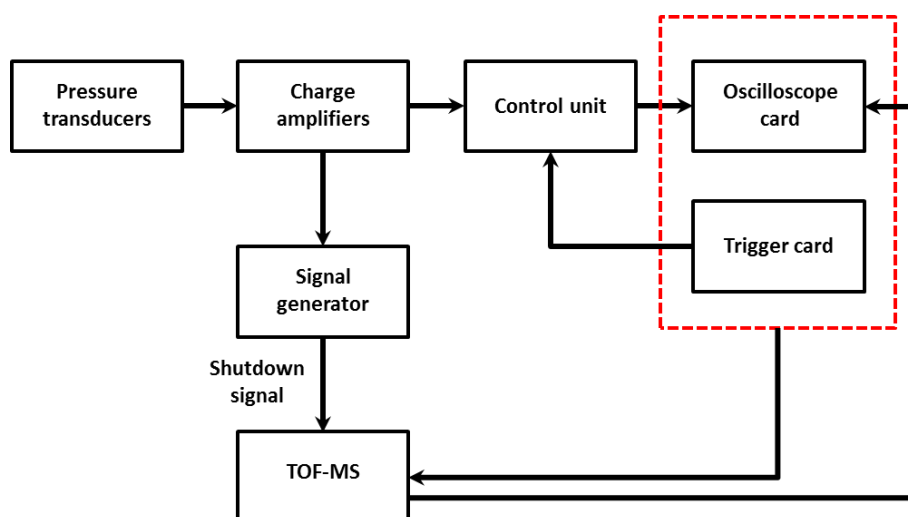 Pressure
transducers
Charge
amplifiers
Control unit
Oscilloscope
card
Trigger card
Signal
generator
Shutdown
signal
TOF-MS